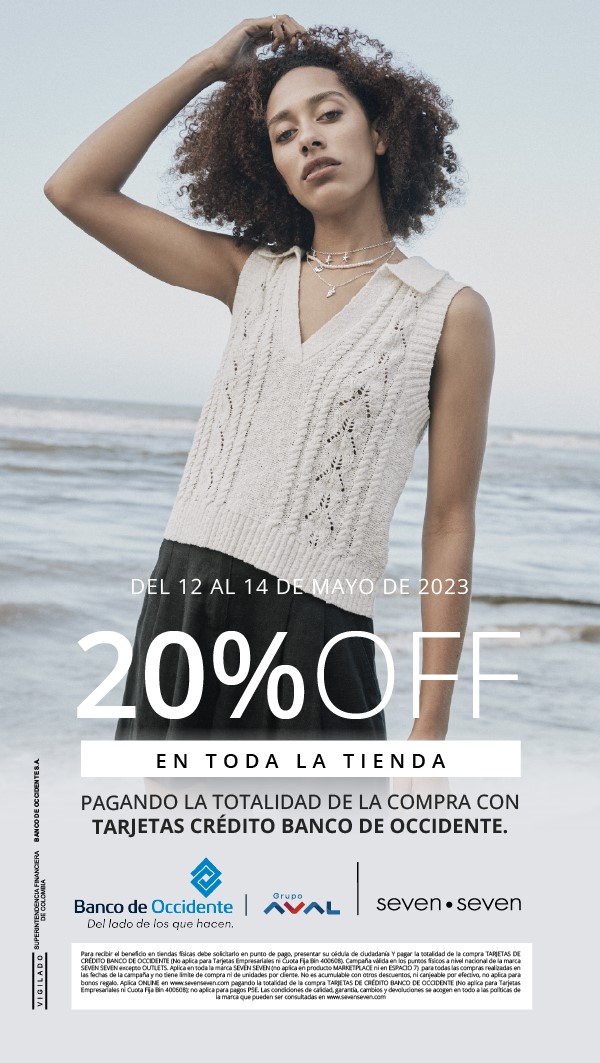 DEL 12 AL 14 DE MAYO DE 2023
20%OFF
EN TODA LA TIENDA
PAGANDO LA TOTALIDAD DE LA COMPRA CON
TARJETAS CRÉDITO BANCO DE OCCIDENTE.
Banco de Occidente
Del lado de los que hacen.
Grupo
AVAL
seven•seven
VIGILADO
SUPERINTENDENCIA FINANCIERA
DE COLOMBIA
BANCO DE OCCIDENTE S.A.
Para recibir el beneficio en tiendas físicas debe solicitarlo en punto de pago, presentar su cédula de cudadanía Y pagar la totalidad de la compra TARJETAS DE
CRÉDITO BANCO DE OCCIDENTE (No aplica para Tarjetas Empresariales ni Cuota Fija Bin 400608). Campaña válida en los puntos físicos a nivel nacional de la marca
SEVEN SEVEN excepto OUTLETS. Aplica en toda la marca SEVEN SEVEN (no aplica en producto MARKETPLACE ni en ESPACIO 7) para todas las compras realizadas en
las fechas de la campaña y no tiene límite de compra ni de unidades por cliente. No es acumulable con otros descuentos, ni canjeable por efectivo, no aplica para
bonos regalo. Aplica ONLINE en www.sevenseven.com pagando la totalidad de la compra TARJETAS DE CRÉDITO BANCO DE OCCIDENTE (No aplica para Tarjetas
Empresariales ni Cuota Fija Bin 400608); no aplica para pagos PSE. Las condiciones de calidad, garantía, cambios y devoluciones se acogen en todo a las políticas de
la marca que pueden ser consultadas en www.sevenseven.com